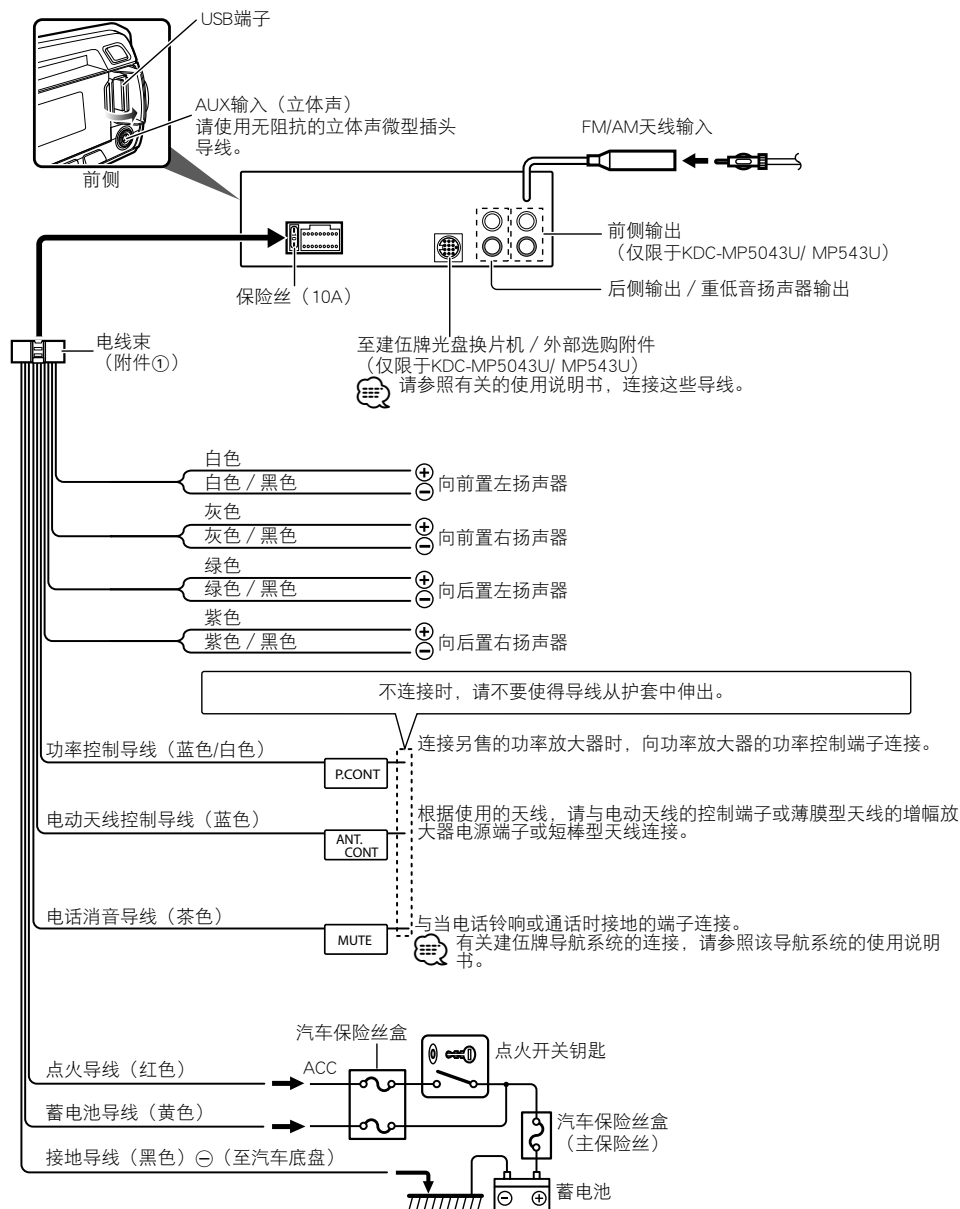 USB端子
AUX输入（立体声）
请使用无阻抗的立体声微型插头
导线。
前侧
FM/AM天线输入
前侧输出
（仅限于KDC-MP5043U/ MP543U）
后侧输出 / 重低音扬声器输出
保险丝（10A）
电线束
（附件①）
至建伍牌光盘换片机 / 外部选购附件
（仅限于KDC-MP5043U/ MP543U）
请参照有关的使用说明书，连接这些导线。
白色
白色 / 黑色
⊕
⊖
向前置左扬声器
灰色
灰色 / 黑色
⊕
⊖
向前置右扬声器
绿色
绿色 / 黑色
⊕
⊖
向后置左扬声器
紫色
紫色 / 黑色
⊕
⊖
向后置右扬声器
不连接时，请不要使得导线从护套中伸出。
功率控制导线（蓝色/白色）
P.CONT
连接另售的功率放大器时，向功率放大器的功率控制端子连接。
电动天线控制导线（蓝色）
ANT.
CONT
根据使用的天线，请与电动天线的控制端子或薄膜型天线的增幅放
大器电源端子或短棒型天线连接。
电话消音导线（茶色）
MUTE
与当电话铃响或通话时接地的端子连接。
有关建伍牌导航系统的连接，请参照该导航系统的使用说明
书。
汽车保险丝盒
点火导线（红色）
ACC
点火开关钥匙
蓄电池导线（黄色）
汽车保险丝盒
（主保险丝）
接地导线（黑色）⊖（至汽车底盘）
⊖ ⊕
蓄电池